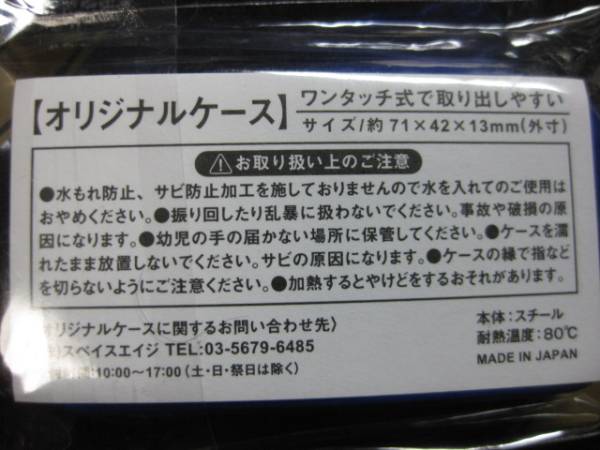 【オリジナルケース】
ワンタッチ式で取り出しやすい
サイズ/約71×42×13mm(外寸)
⚠お取り扱い上のご注意
●水もれ防止、サビ防止加工を施しておりませんので水を入れてのご使用は
おやめください。●振り回したり乱暴に扱わないでください。事故や破損の原
因になります。●幼児の手の届かない場所に保管してください。●ケースを濡
れたまま放置しないでください。サビの原因になります。●ケースの縁で指など
を切らないようにご注意ください。●加熱するとやけどをするおそれがあります。
オリジナルケースに関するお問い合わせ先〉
スペイスエイジ TEL:03-5679-6485
:10:00〜17:00(土・日・祭日は除く)
本体:スチール
耐熱温度:80℃
MADE IN JAPAN